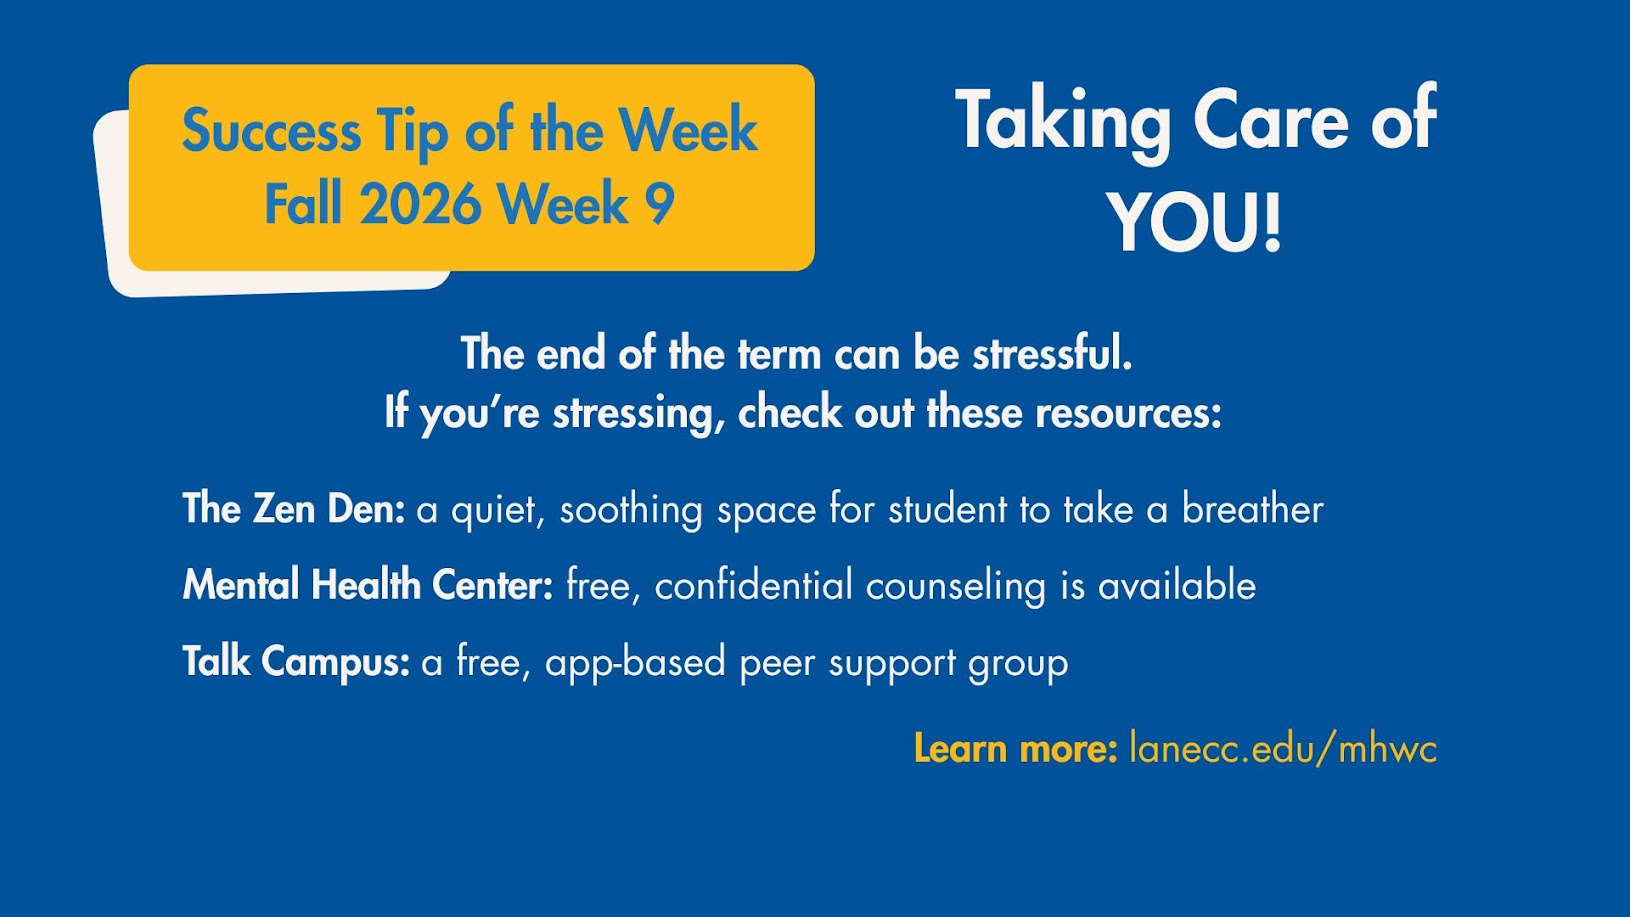 Success Tip of the Week
Fall 2026 Week 9
Taking Care of
YOU!
The end of the term can be stressful.
If you’re stressing, check out these resources:
The Zen Den: a quiet, soothing space for student to take a breather
Mental Health Center: free, confidential counseling is available
Talk Campus: a free, app-based peer support group
Learn more: lanecc.edu/mhwc